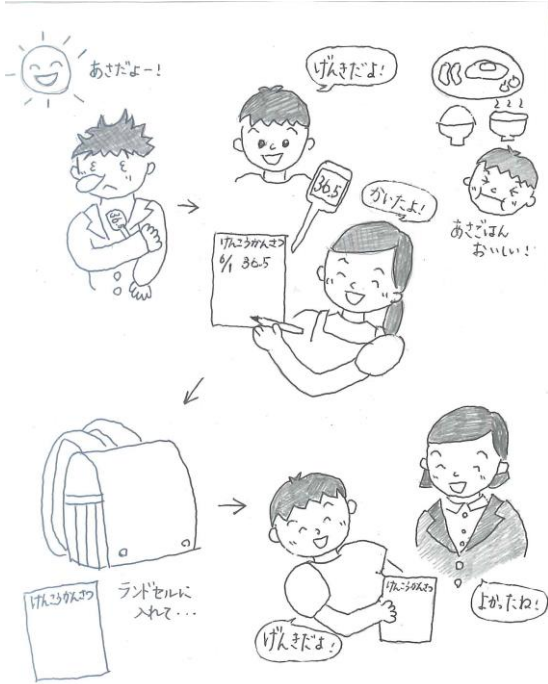 あさだよー！
げんきだよ！
36.5
かいたよ！
けんこうかんさつ
6/1 36.5
あさごはん
おいしい！
けんこうかんさつ
ランドセルに
入れて・・・
けんこうかんさつ
げんきだよ！
よかったね！